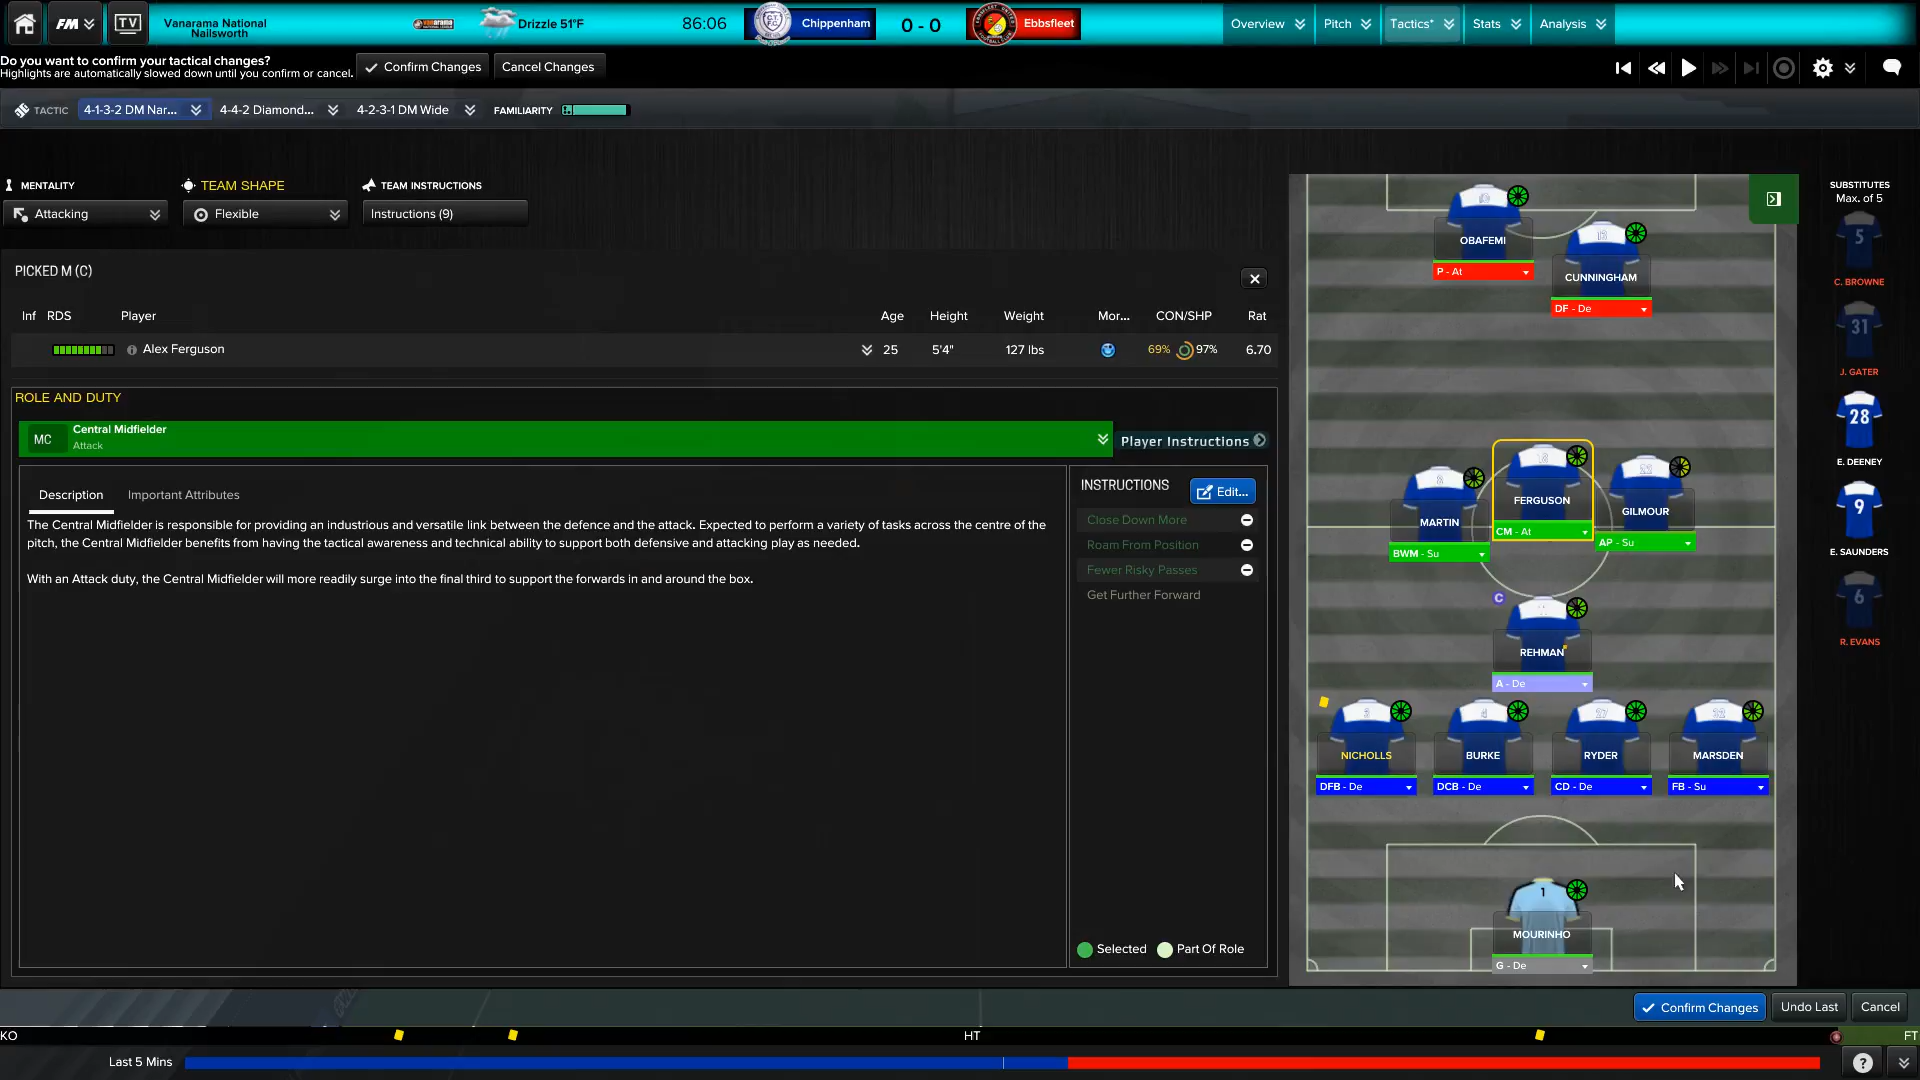 FM
TV
Vanarama National
Nailsworth
Drizzle 51°F
86:06
Chippenham
0 - 0
Ebbsfleet
Overview
Pitch
Tactics*
Stats
Analysis
Do you want to confirm your tactical changes?
Highlights are automatically slowed down until you confirm or cancel.
Confirm Changes
Cancel Changes
TACTIC
4-1-3-2 DM Nar...
4-4-2 Diamond...
4-2-3-1 DM Wide
FAMILIARITY
MENTALITY
TEAM SHAPE
TEAM INSTRUCTIONS
Attacking
Flexible
Instructions (9)
PICKED M (C)
Inf RDS Player Age Height Weight Mor... CON/SHP Rat
Alex Ferguson 25 5'4" 127 lbs 69% 97% 6.70
ROLE AND DUTY
MC
Central Midfielder
Attack
Player Instructions
Description
Important Attributes
The Central Midfielder is responsible for providing an industrious and versatile link between the defence and the attack. Expected to perform a variety of tasks across the centre of the
pitch, the Central Midfielder benefits from having the tactical awareness and technical ability to support both defensive and attacking play as needed.
With an Attack duty, the Central Midfielder will more readily surge into the final third to support the forwards in and around the box.
INSTRUCTIONS
Edit...
Close Down More
Roam From Position
Fewer Risky Passes
Get Further Forward
Selected
Part Of Role
OBAFEMI
P - At
CUNNINGHAM
DF - De
MARTIN
BWM - Su
FERGUSON
CM - At
GILMOUR
AP - Su
C
REHMAN
A - De
NICHOLLS
DFB - De
BURKE
DCB - De
RYDER
CD - De
MARSDEN
FB - Su
1
MOURINHO
G - De
SUBSTITUTES
Max. of 5
5
C. BROWNE
31
J. GATER
28
E. DEENEY
9
E. SAUNDERS
6
R. EVANS
Confirm Changes
Undo Last
Cancel
KO
HT
FT
Last 5 Mins
?